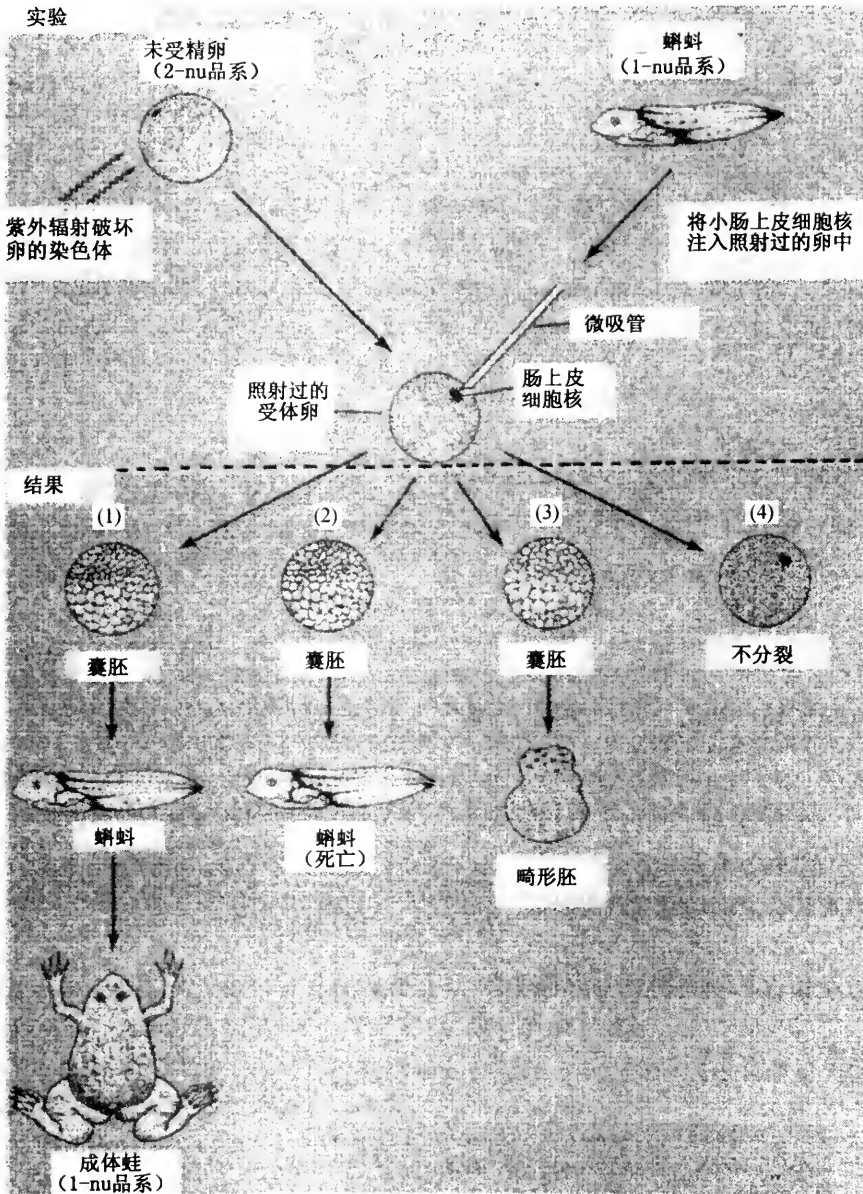 实验
未受精卵
(2-nu品系)
蝌蚪
(1-nu品系)
紫外辐射破坏
卵的染色体
将小肠上皮细胞核
注入照射过的卵中
微吸管
照射过的
受体卵
肠上皮
细胞核
结果
(1)
(2)
(3)
(4)
囊胚
囊胚
囊胚
不分裂
蝌蚪
蝌蚪
(死亡)
畸形胚
成体蛙
(1-nu品系)